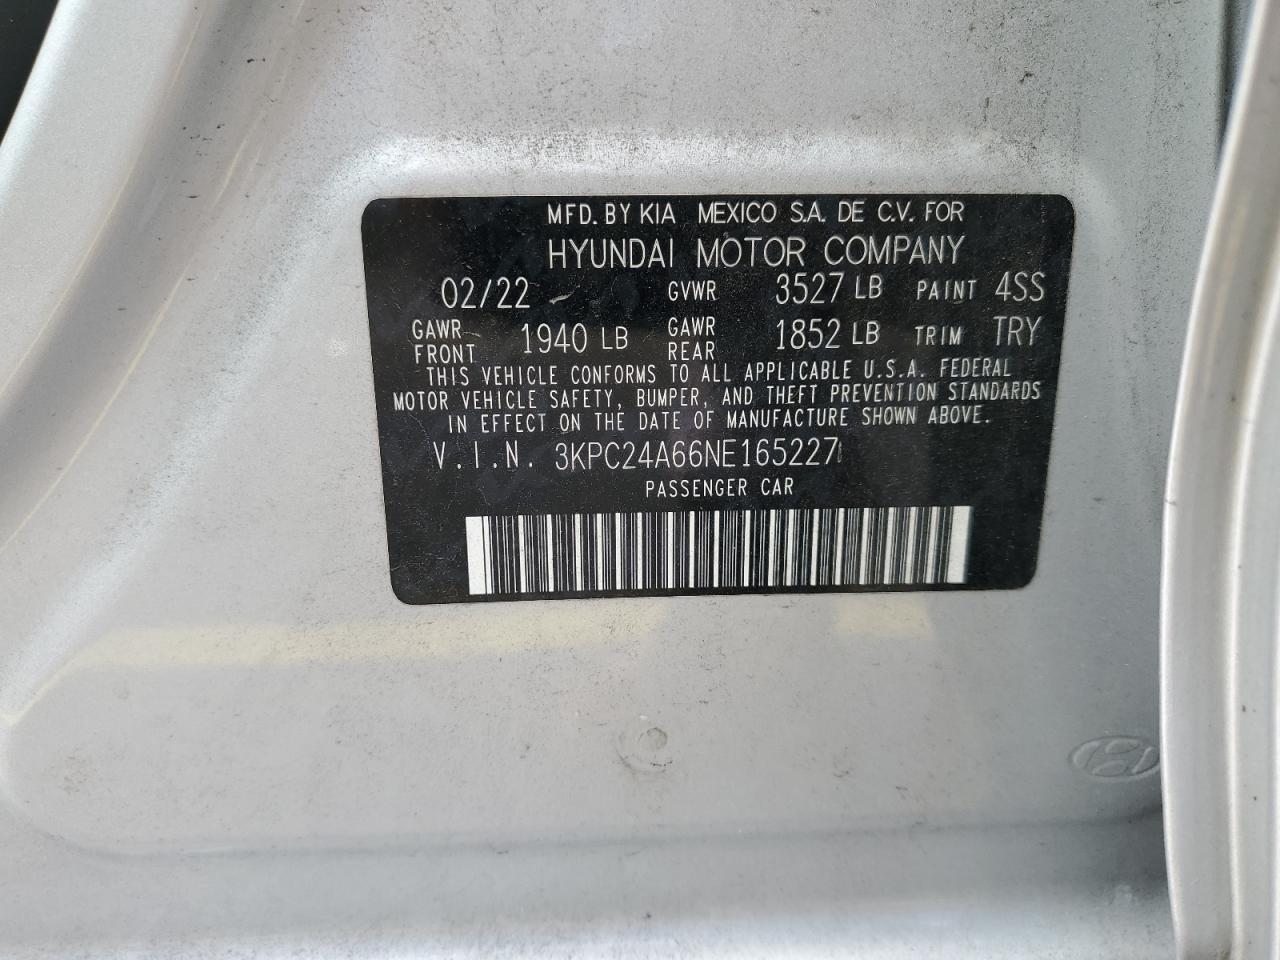 MFD. BY KIA MEXICO S.A. DE C.V. FOR
HYUNDAI MOTOR COMPANY
02/22 GVWR 3527 LB PAINT 4SS
GAWR FRONT 1940 LB GAWR REAR 1852 LB TRIM TRY
THIS VEHICLE CONFORMS TO ALL APPLICABLE U.S.A. FEDERAL
MOTOR VEHICLE SAFETY, BUMPER, AND THEFT PREVENTION STANDARDS
IN EFFECT ON THE DATE OF MANUFACTURE SHOWN ABOVE.
V.I.N. 3KPC24A66NE165227
PASSENGER CAR